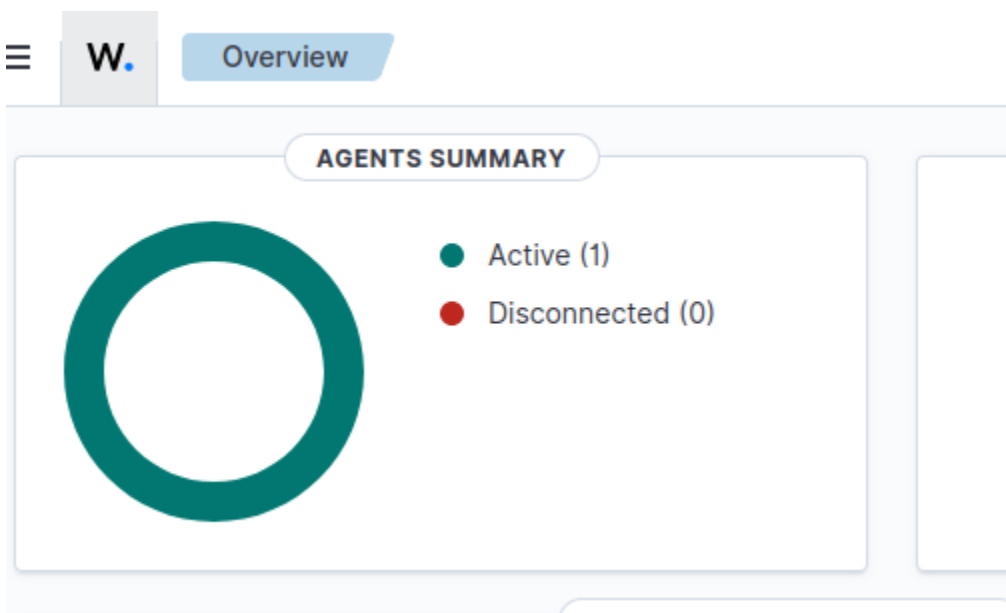 W.
Overview
AGENTS SUMMARY
Active (1)
Disconnected (0)